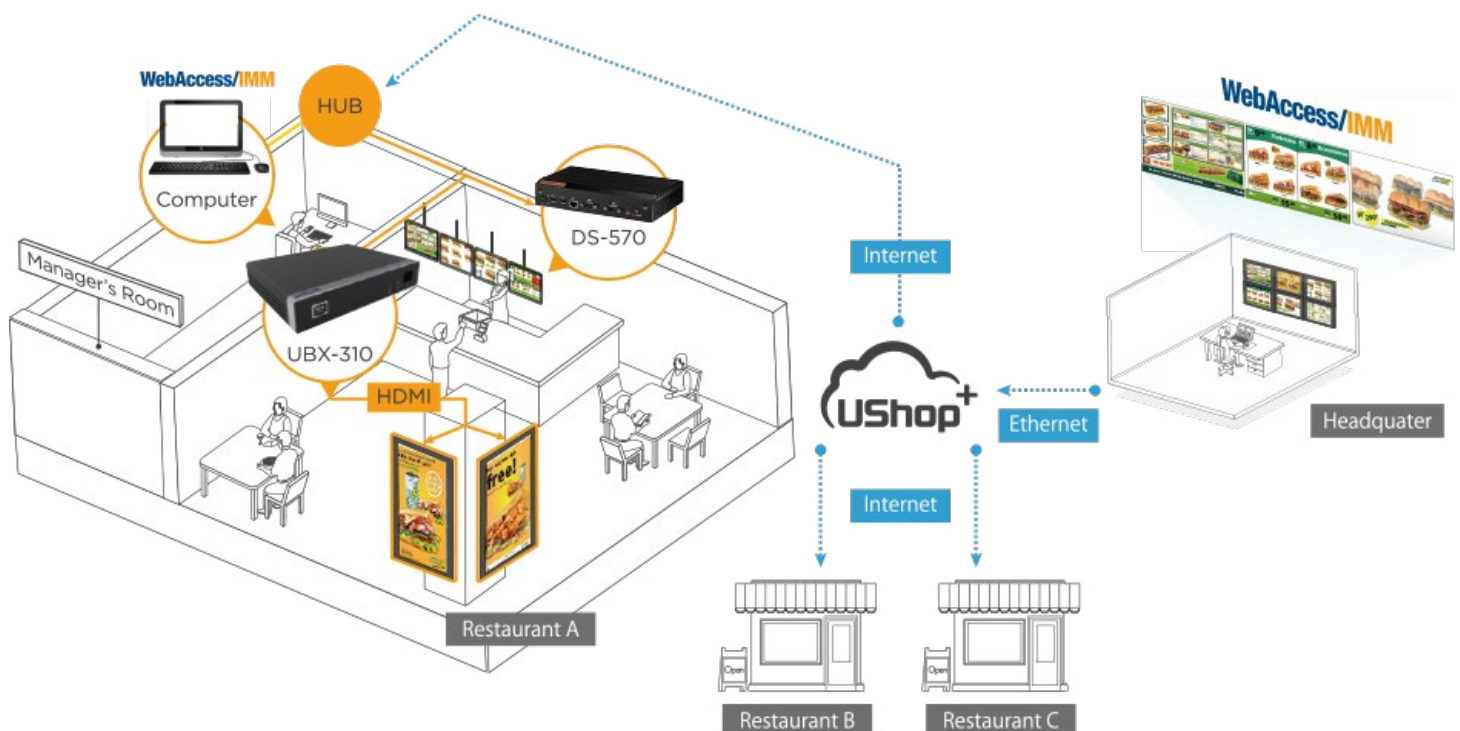 WebAccess/IMM
HUB
Computer
DS-570
Manager's Room
UBX-310
HDMI
free!
Restaurant A
Internet
UShop+
Ethernet
Internet
WebAccess/IMM
Headquater
Open
Restaurant B
Open
Restaurant C